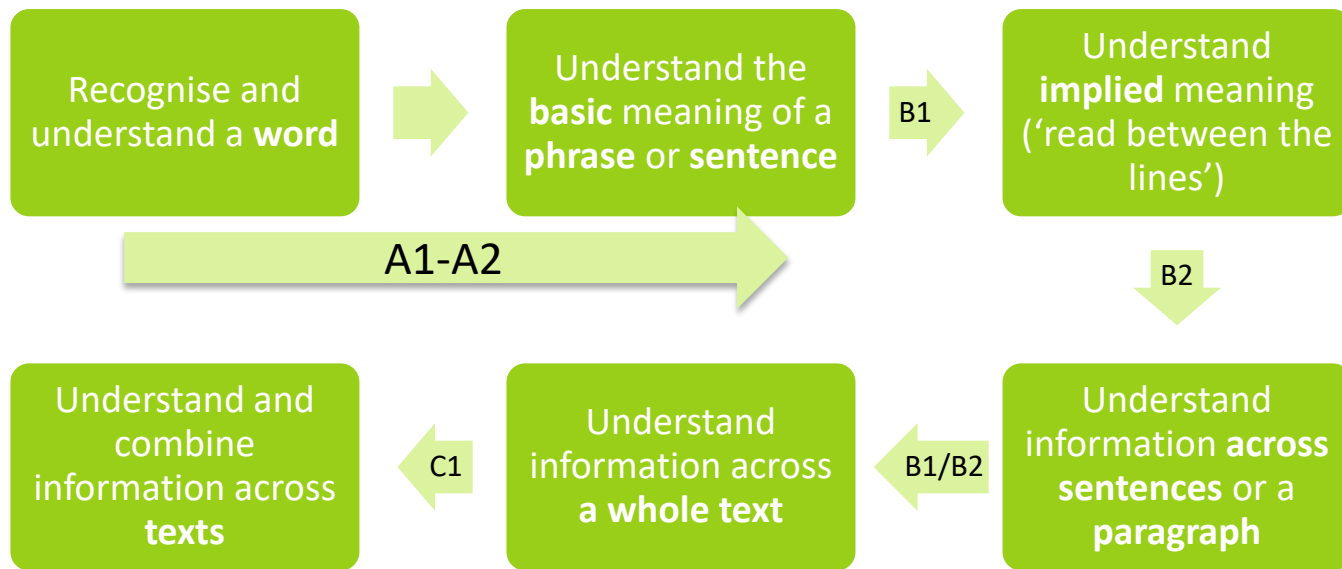 Recognise and
understand a word
Understand the
basic meaning of a
phrase or sentence
B1
Understand
implied meaning
(‘read between the
lines’)
A1-A2
B2
Understand
information across
sentences or a
paragraph
B1/B2
Understand
information across
a whole text
C1
Understand and
combine
information across
texts